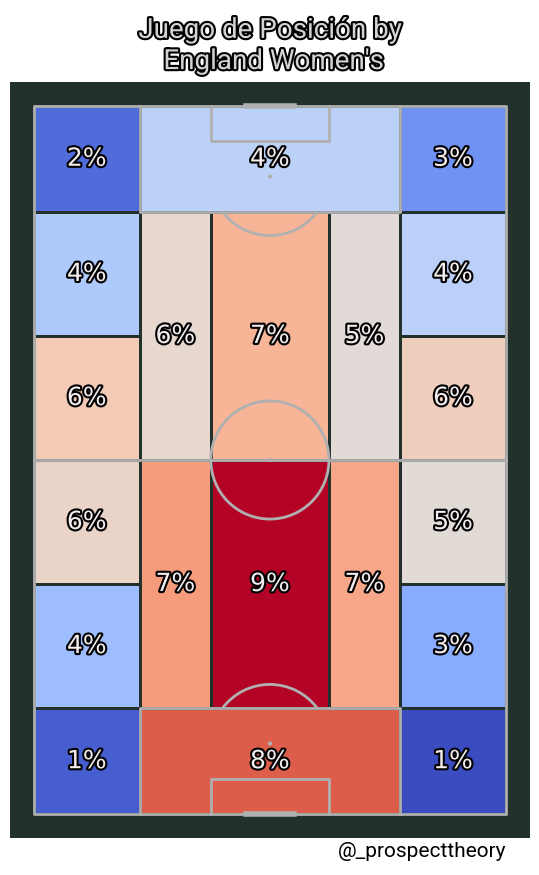 Juego de Posición by
England Women's
2% 4% 3%
4% 4%
6% 7% 5%
6% 6%
6% 5%
7% 9% 7%
4% 3%
1% 8% 1%
@_prospecttheory